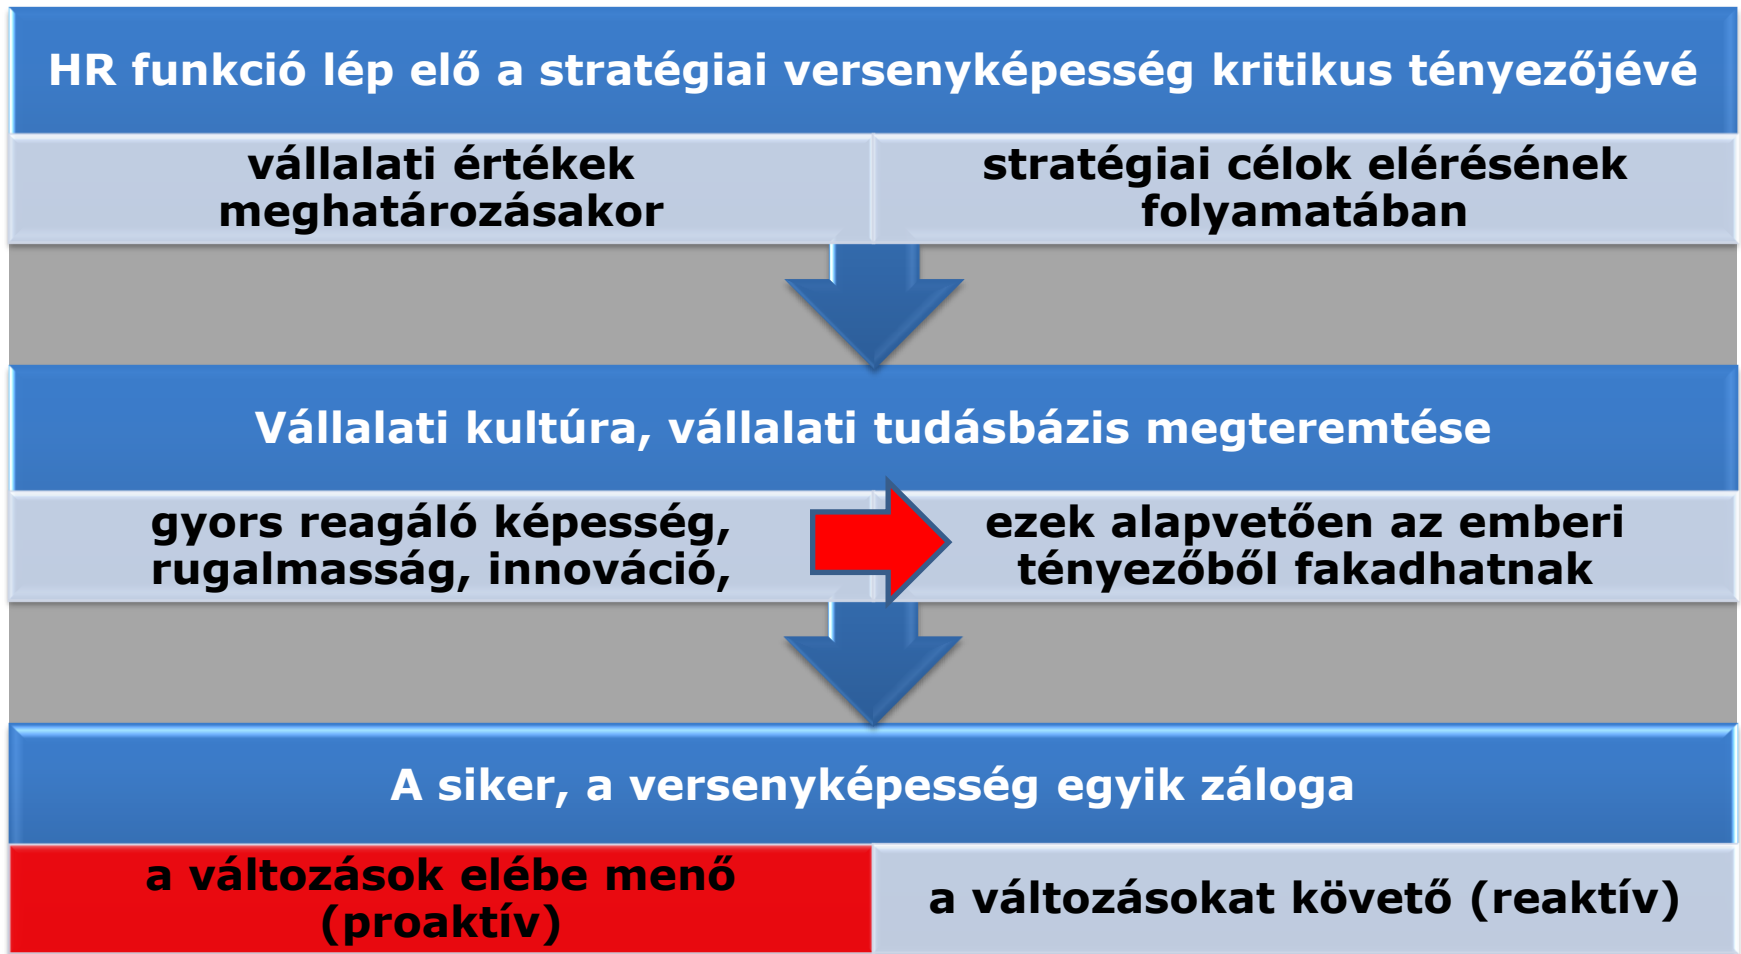 HR funkció lép elő a stratégiai versenyképesség kritikus tényezőjévé
vállalati értékek
meghatározásakor
stratégiai célok elérésének
folyamatában
Vállalati kultúra, vállalati tudásbázis megteremtése
gyors reagáló képesség,
rugalmasság, innováció,
ezek alapvetően az emberi
tényezőből fakadhatnak
A siker, a versenyképesség egyik záloga
a változások elébe menő
(proaktív)
a változásokat követő (reaktív)